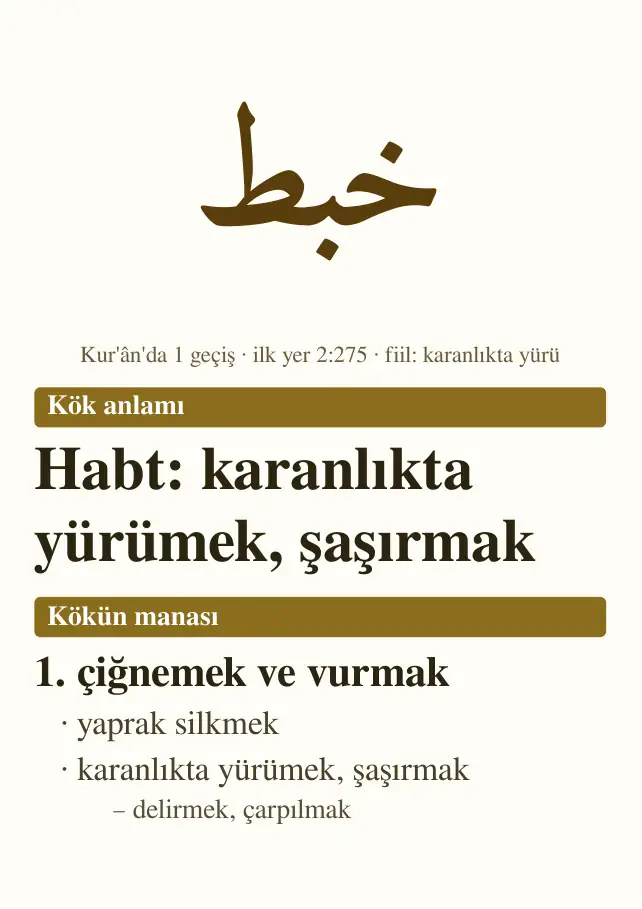 خبط
Kur'ân'da 1 geçiş · ilk yer 2:275 · fiil: karanlıkta yürü
Kök anlamı
Habt: karanlıkta
yürümek, şaşırmak
Kökün manası
1. çiğnemek ve vurmak
· yaprak silkmek
· karanlıkta yürümek, şaşırmak
– delirmek, çarpılmak